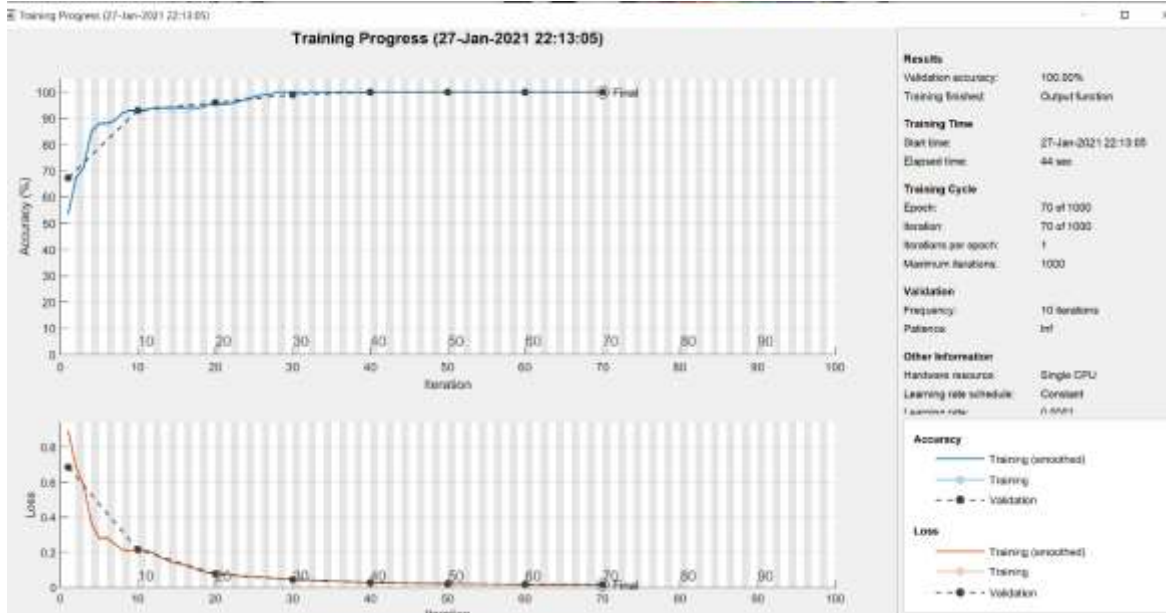 Training Progress (27-Jan-2021 22:13:05)
Training Progress (27-Jan-2021 22:13:05)
Accuracy (%)
100
90
80
70
60
50
40
30
20
10
0
Final
10 20 30 40 50 60 70 80 90
0 10 20 30 40 50 60 70 80 90 100
Iteration
Loss
0.8
0.6
0.4
0.2
0
Final
10 20 30 40 50 60 70 80 90
0 10 20 30 40 50 60 70 80 90 100
Iteration
Results
Validation accuracy: 100.00%
Training finished: Output function
Training Time
Start time: 27-Jan-2021 22:13:05
Elapsed time: 44 sec
Training Cycle
Epoch: 70 of 1000
Iteration: 70 of 1000
Iterations per epoch: 1
Maximum iterations: 1000
Validation
Frequency: 10 iterations
Patience: Inf
Other Information
Hardware resource: Single CPU
Learning rate schedule: Constant
Learning rate:
Accuracy
Training (smoothed)
Training
Validation
Loss
Training (smoothed)
Training
Validation